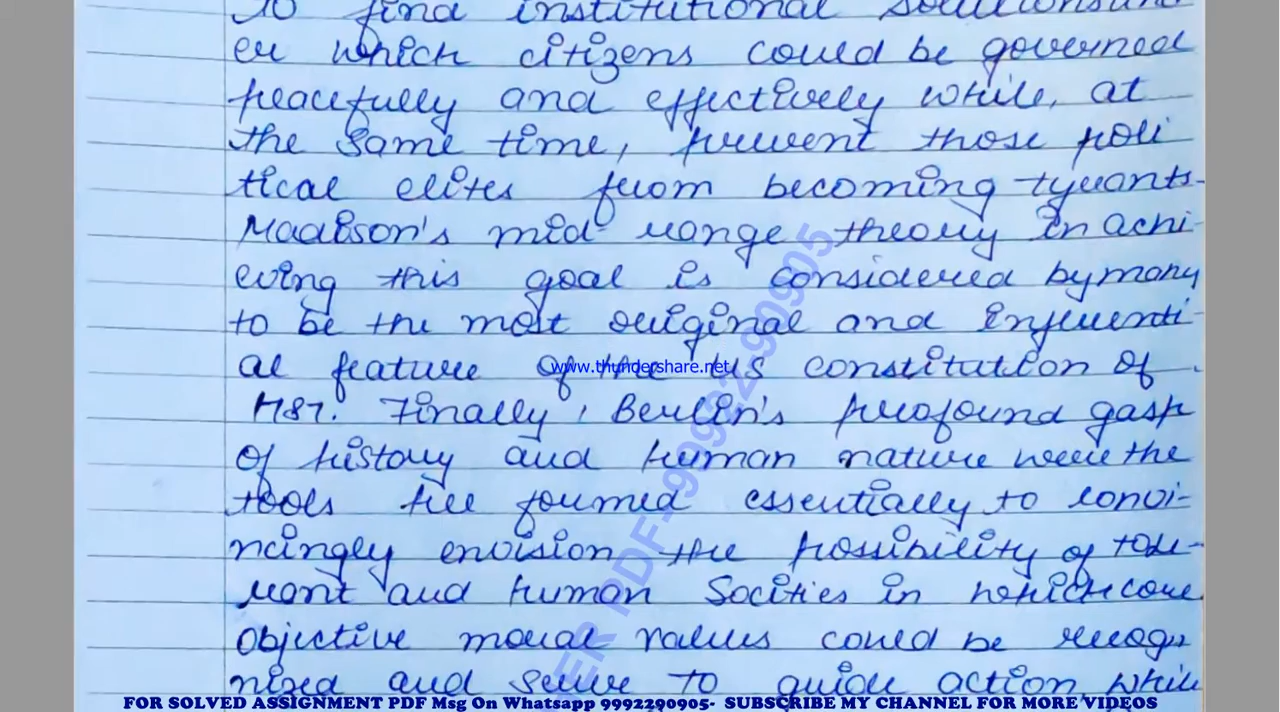 to find institutional solutions und
er which citizens could be governed
peacefully and effectively while, at
the same time, prevent those poli
tical elites from becoming tyrants.
Madison's mid range theory in achi-
eving this goal is considered by many
to be the most original and influenti-
al feature of the US constitution of
1787. Finally, Berlin's profound gasp
of history and human nature were the
tools he formed essentially to convi-
ncingly envision the possibility of tole-
rant and human Socities in which core
objective moral values could be recog
nized and serve to guide action while
www.thundershare.net
ER PDF-9992290905
FOR SOLVED ASSIGNMENT PDF Msg On Whatsapp 9992290905- SUBSCRIBE MY CHANNEL FOR MORE VIDEOS